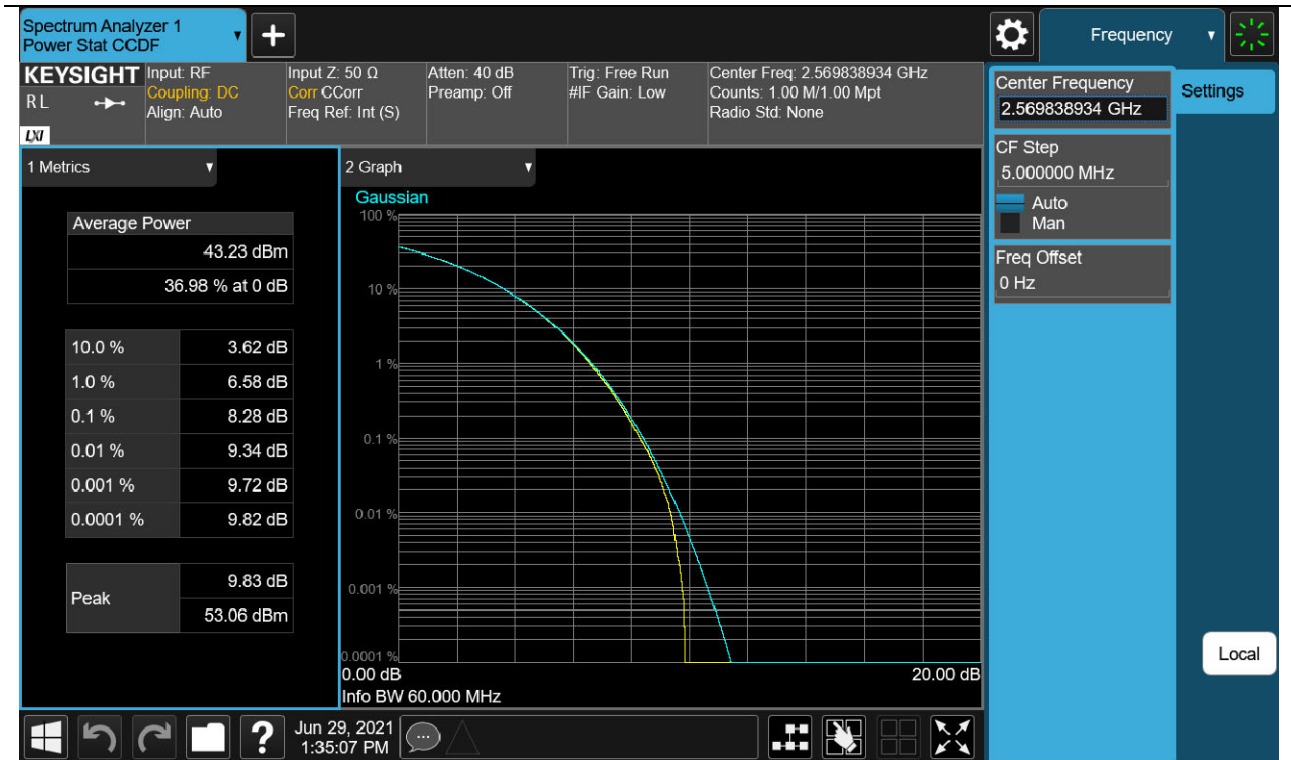 Spectrum Analyzer 1
Power Stat CCDF
▼
+
Frequency ▼
KEYSIGHT
RL
LXI
Input: RF
Coupling: DC
Align: Auto
Input Z: 50 Ω
Corr CCorr
Freq Ref: Int (S)
Atten: 40 dB
Preamp: Off
Trig: Free Run
#IF Gain: Low
Center Freq: 2.569838934 GHz
Counts: 1.00 M/1.00 Mpt
Radio Std: None
Center Frequency
2.569838934 GHz
Settings
CF Step
5.000000 MHz
Auto
Man
Freq Offset
0 Hz
1 Metrics ▼
Average Power
43.23 dBm
36.98 % at 0 dB
10.0 % 3.62 dB
1.0 % 6.58 dB
0.1 % 8.28 dB
0.01 % 9.34 dB
0.001 % 9.72 dB
0.0001 % 9.82 dB
Peak
9.83 dB
53.06 dBm
2 Graph ▼
Gaussian
100 %
10 %
1 %
0.1 %
0.01 %
0.001 %
0.0001 %
0.00 dB 20.00 dB
Info BW 60.000 MHz
Local
?
Jun 29, 2021
1:35:07 PM